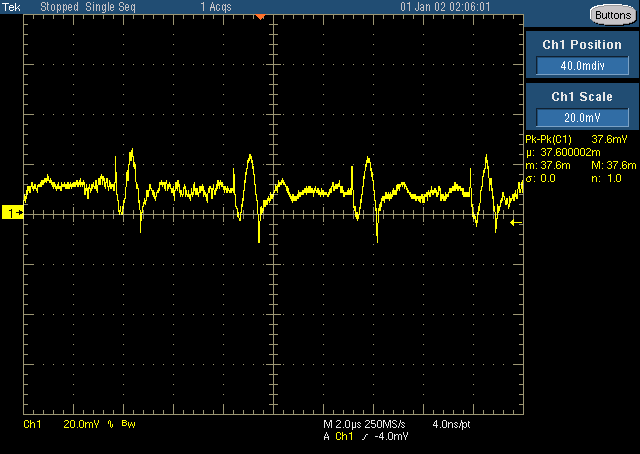 Tek Stopped Single Seq 1 Acqs 01 Jan 02 02:06:01
Buttons
Ch1 Position
40.0mdiv
Ch1 Scale
20.0mV
Pk-Pk(C1) 37.6mV
µ: 37.600002m
m: 37.6m M: 37.6m
σ: 0.0 n: 1.0
1
Ch1 20.0mV % Bw M 2.0µs 250MS/s 4.0ns/pt
A Ch1 / -4.0mV